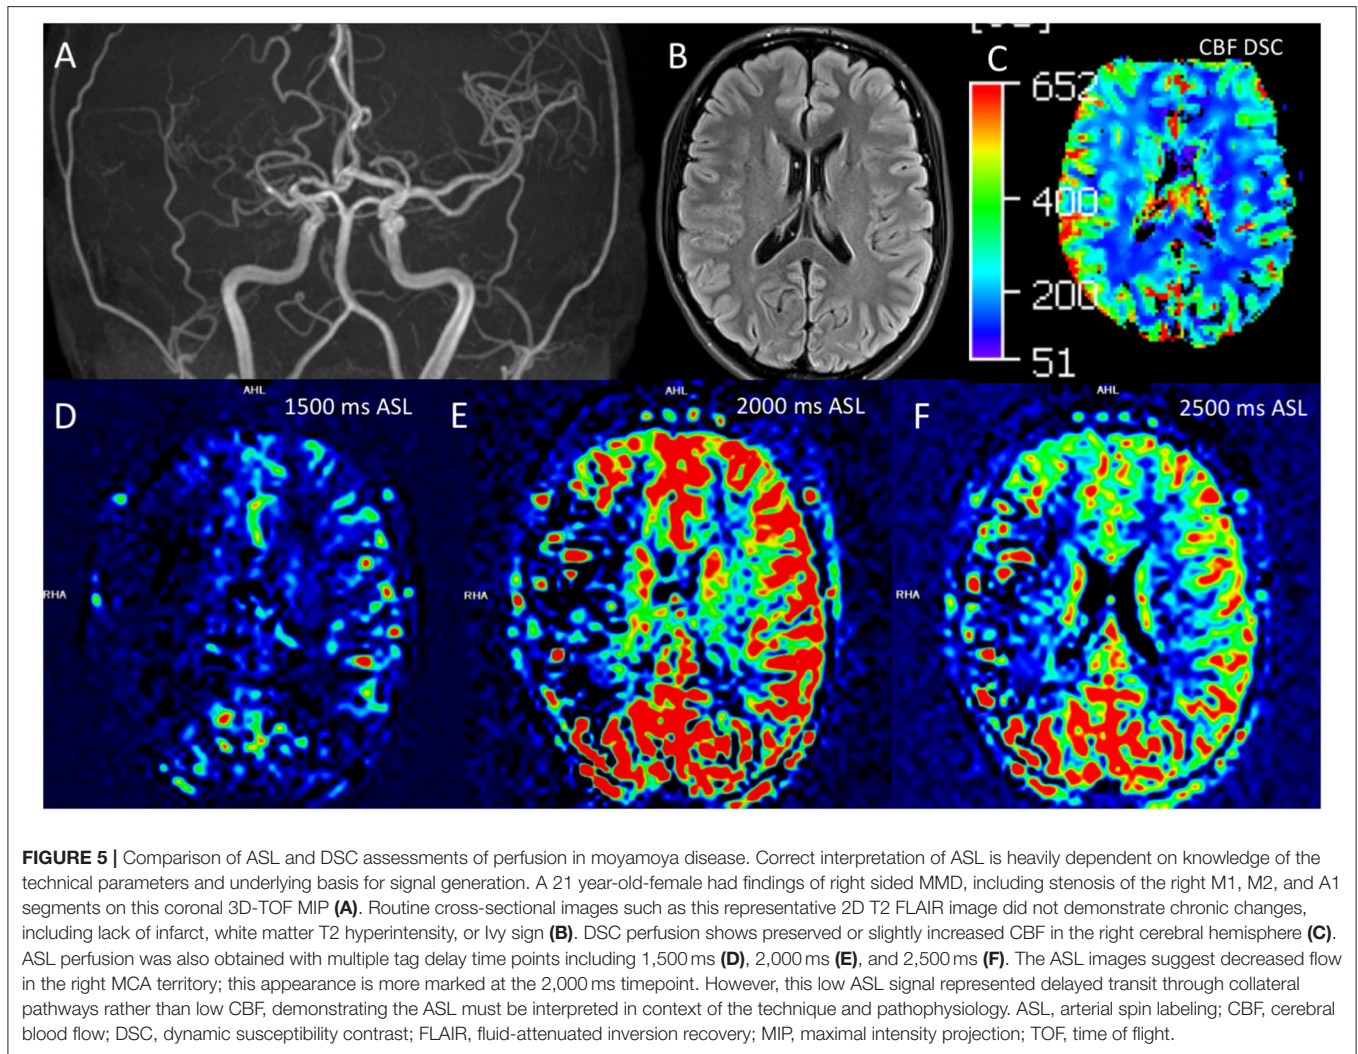 A
B
C
CBF DSC
652
400
200
51
D
AHL
1500 ms ASL
RHA
E
AHL
2000 ms ASL
RHA
F
AHL
2500 ms ASL
RHA
FIGURE 5 | Comparison of ASL and DSC assessments of perfusion in moyamoya disease. Correct interpretation of ASL is heavily dependent on knowledge of the
technical parameters and underlying basis for signal generation. A 21 year-old-female had findings of right sided MMD, including stenosis of the right M1, M2, and A1
segments on this coronal 3D-TOF MIP (A). Routine cross-sectional images such as this representative 2D T2 FLAIR image did not demonstrate chronic changes,
including lack of infarct, white matter T2 hyperintensity, or Ivy sign (B). DSC perfusion shows preserved or slightly increased CBF in the right cerebral hemisphere (C).
ASL perfusion was also obtained with multiple tag delay time points including 1,500 ms (D), 2,000 ms (E), and 2,500 ms (F). The ASL images suggest decreased flow
in the right MCA territory; this appearance is more marked at the 2,000 ms timepoint. However, this low ASL signal represented delayed transit through collateral
pathways rather than low CBF, demonstrating the ASL must be interpreted in context of the technique and pathophysiology. ASL, arterial spin labeling; CBF, cerebral
blood flow; DSC, dynamic susceptibility contrast; FLAIR, fluid-attenuated inversion recovery; MIP, maximal intensity projection; TOF, time of flight.